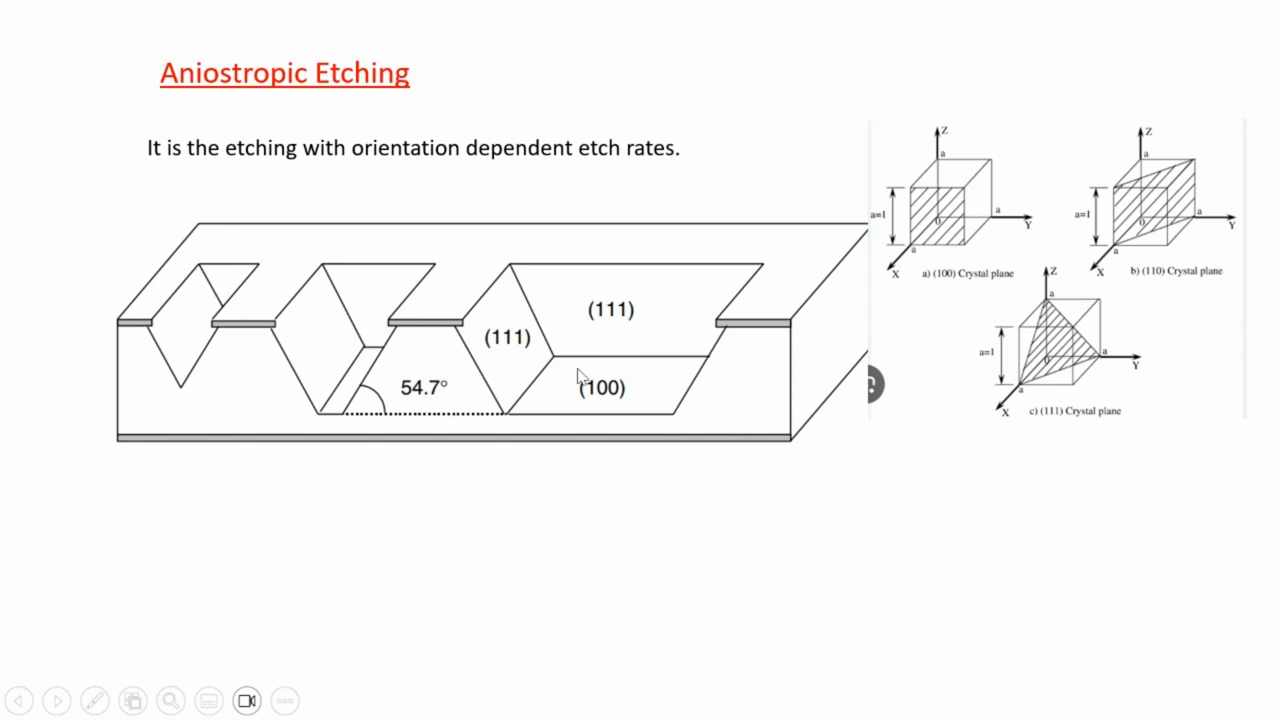 Aniostropic Etching
It is the etching with orientation dependent etch rates.
(111)
(111)
54.7°
(100)
Z
a
a=1
0
a
Y
a
X
a) (100) Crystal plane
Z
a
a=1
0
a
Y
a
X
b) (110) Crystal plane
Z
a
a=1
0
a
Y
a
X
c) (111) Crystal plane